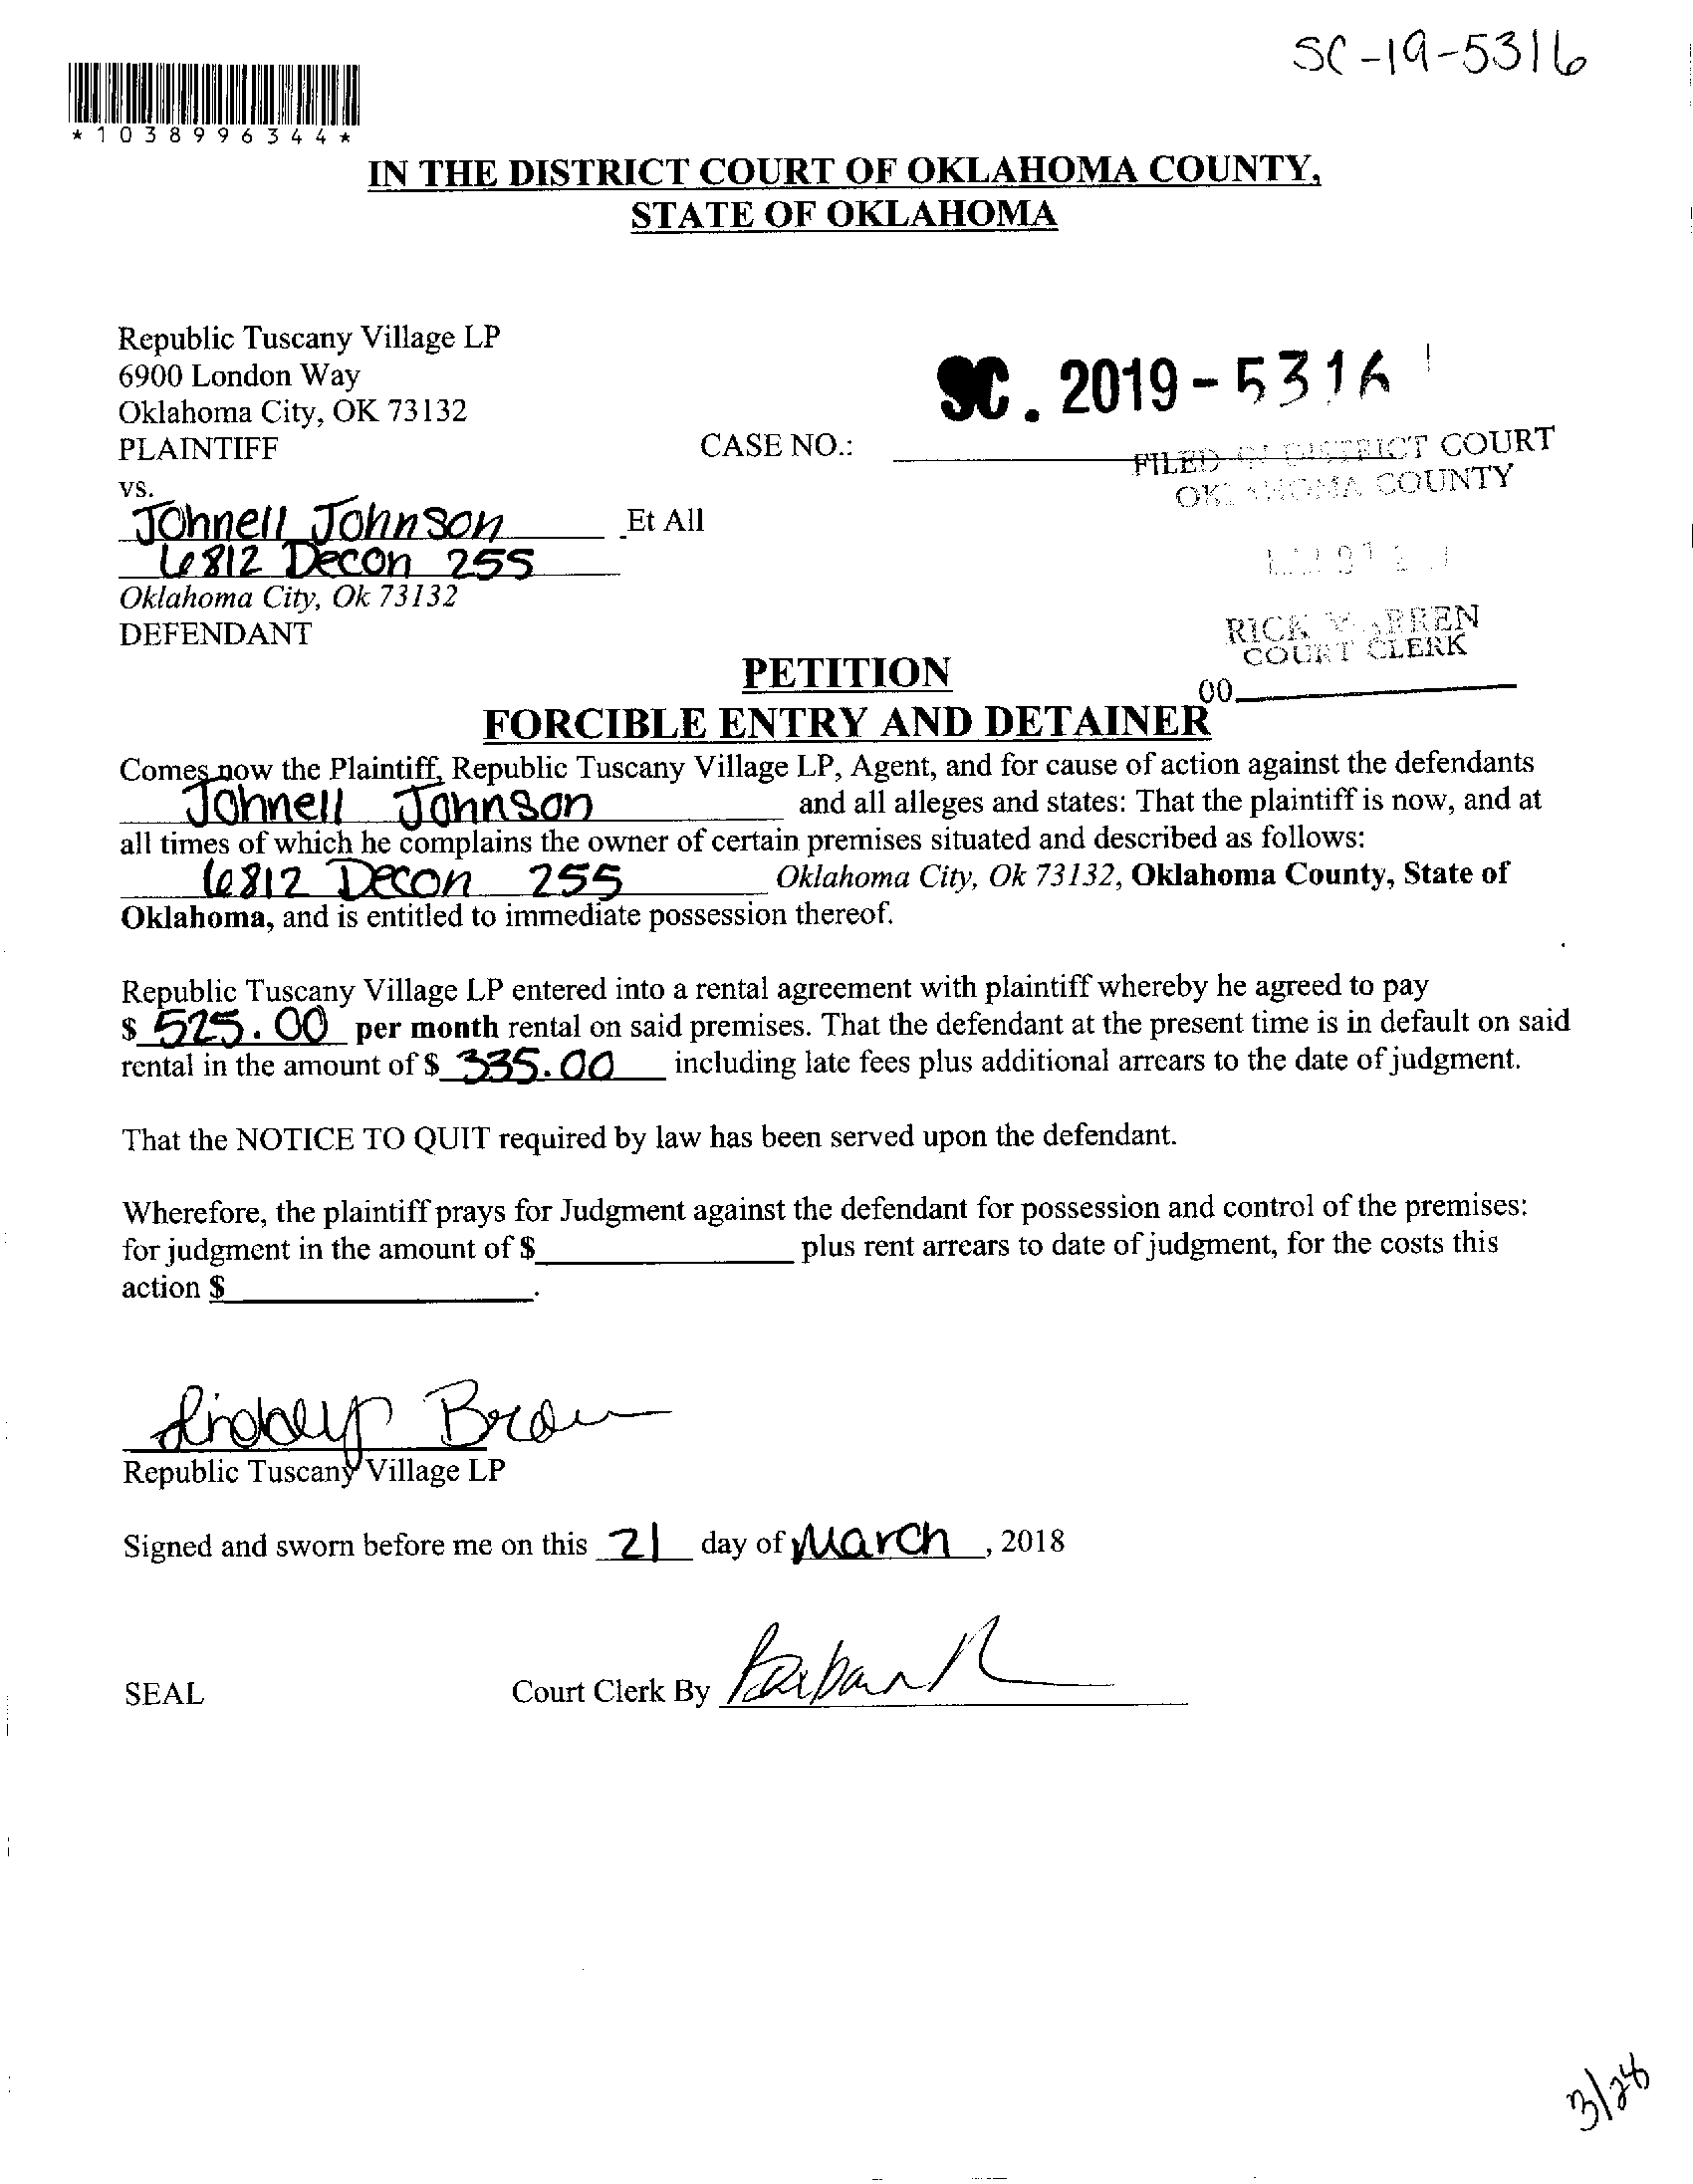 SC-19-5316
*1038996344*
IN THE DISTRICT COURT OF OKLAHOMA COUNTY,
STATE OF OKLAHOMA
Republic Tuscany Village LP
6900 London Way
Oklahoma City, OK 73132
PLAINTIFF
SC. 2019-5316
CASE NO.:
FILED IN DISTRICT COURT
OKLAHOMA COUNTY
vs.
Johnell Johnson Et All
6812 Decon 255
Oklahoma City, Ok 73132
DEFENDANT
RICK WARREN
COURT CLERK
PETITION
00
FORCIBLE ENTRY AND DETAINER
Comes now the Plaintiff, Republic Tuscany Village LP, Agent, and for cause of action against the defendants
Johnell Johnson and all alleges and states: That the plaintiff is now, and at
all times of which he complains the owner of certain premises situated and described as follows:
6812 Decon 255 Oklahoma City, Ok 73132, Oklahoma County, State of
Oklahoma, and is entitled to immediate possession thereof.
Republic Tuscany Village LP entered into a rental agreement with plaintiff whereby he agreed to pay
$ 525.00 per month rental on said premises. That the defendant at the present time is in default on said
rental in the amount of $ 335.00 including late fees plus additional arrears to the date of judgment.
That the NOTICE TO QUIT required by law has been served upon the defendant.
Wherefore, the plaintiff prays for Judgment against the defendant for possession and control of the premises:
for judgment in the amount of $ plus rent arrears to date of judgment, for the costs this
action $ .
Republic Tuscany Village LP
Signed and sworn before me on this 21 day of March, 2018
SEAL Court Clerk By
3/28